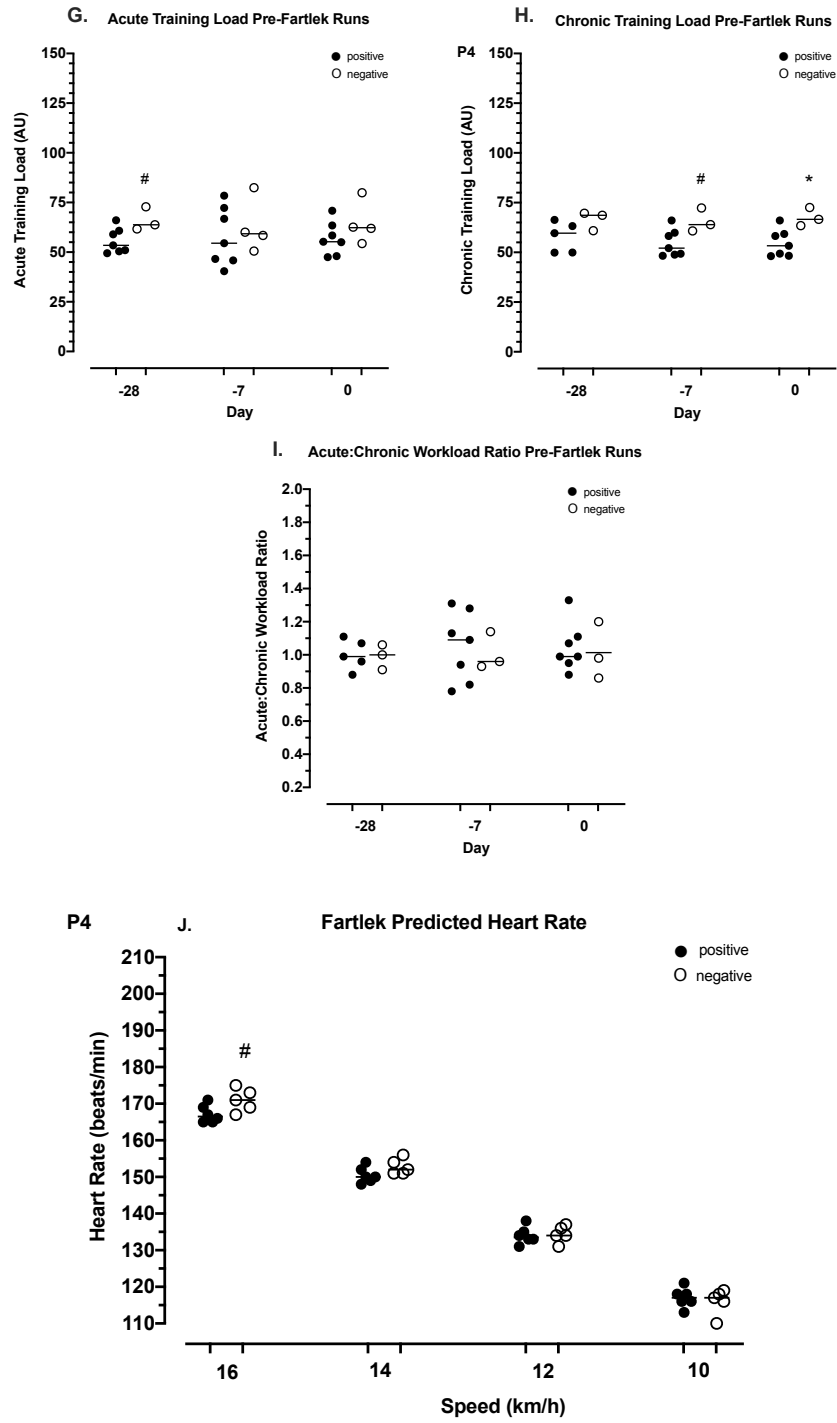 G. Acute Training Load Pre-Fartlek Runs
positive
negative
Acute Training Load (AU)
150
125
100
75
50
25
0
#
-28 -7 0
Day
H. Chronic Training Load Pre-Fartlek Runs
P4
positive
negative
Chronic Training Load (AU)
150
125
100
75
50
25
0
# *
-28 -7 0
Day
I. Acute:Chronic Workload Ratio Pre-Fartlek Runs
positive
negative
Acute:Chronic Workload Ratio
2.0
1.8
1.6
1.4
1.2
1.0
0.8
0.6
0.4
0.2
-28 -7 0
Day
P4 J. Fartlek Predicted Heart Rate
positive
negative
Heart Rate (beats/min)
210
200
190
180
170
160
150
140
130
120
110
#
16 14 12 10
Speed (km/h)